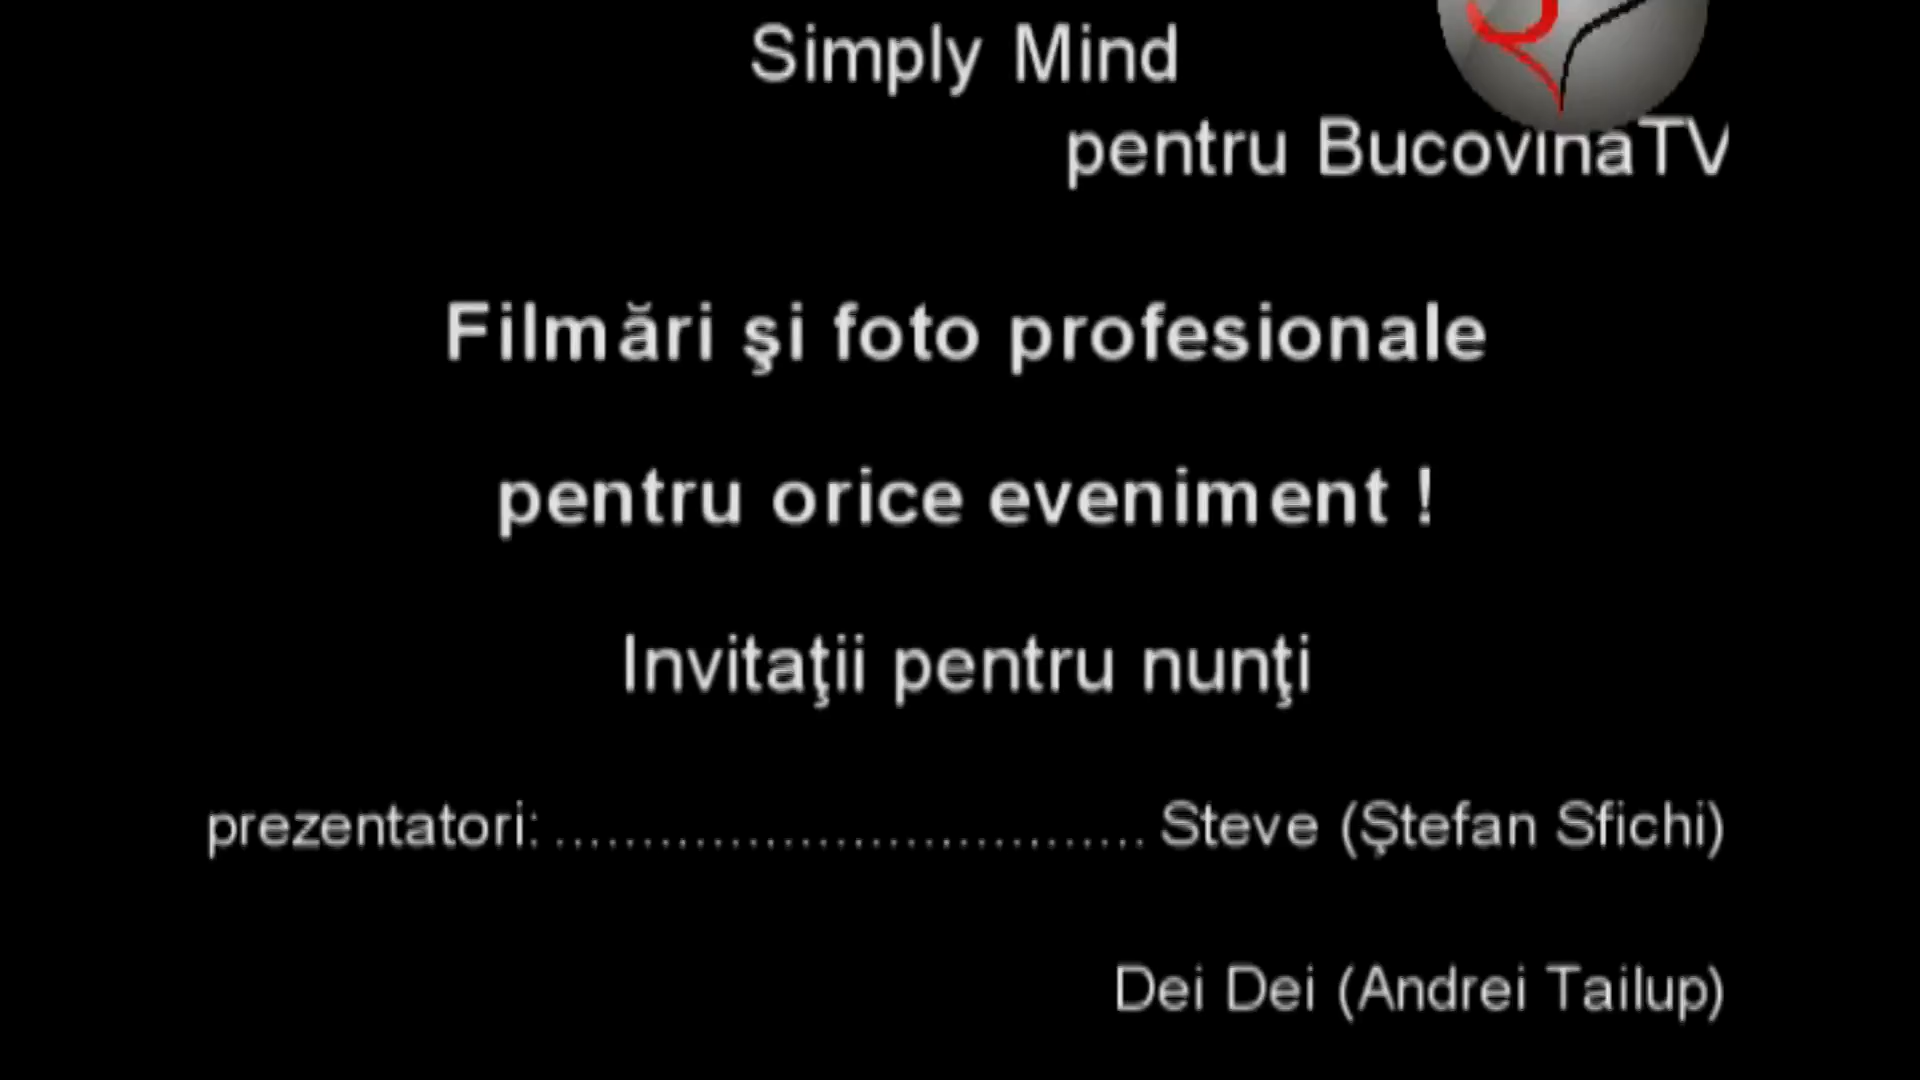 Simply Mind
pentru BucovinaTV
Filmări şi foto profesionale
pentru orice eveniment !
Invitaţii pentru nunţi
prezentatori: ................................. Steve (Ştefan Sfichi)
Dei Dei (Andrei Tailup)